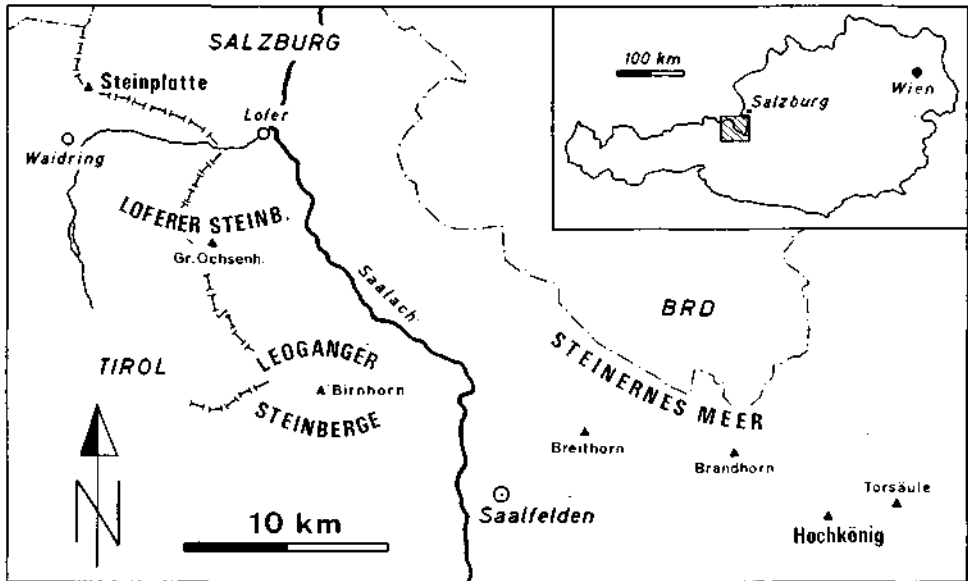 SALZBURG
100 km
Steinplatte
Salzburg
Wien
Lofer
Waidring
LOFERER STEINB.
Gr. Ochsenh.
Saalach
BRD
STEINERNES MEER
TIROL
LEOGANGER
Birnhorn
STEINBERGE
Breithorn
Brandhorn
Torsäule
N
Saalfelden
10 km
Hochkönig